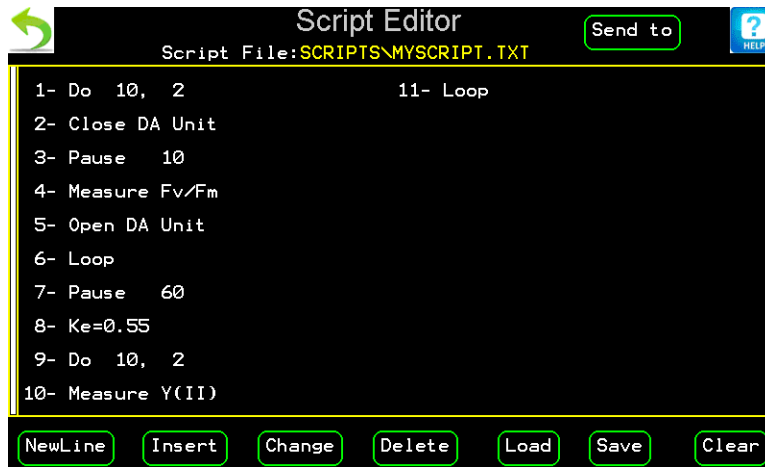 Script Editor
Send to
?
HELP
Script File:SCRIPTS\MYSCRIPT.TXT
1- Do 10, 2
2- Close DA Unit
3- Pause 10
4- Measure Fv/Fm
5- Open DA Unit
6- Loop
7- Pause 60
8- Ke=0.55
9- Do 10, 2
10- Measure Y(II)
11- Loop
NewLine
Insert
Change
Delete
Load
Save
Clear